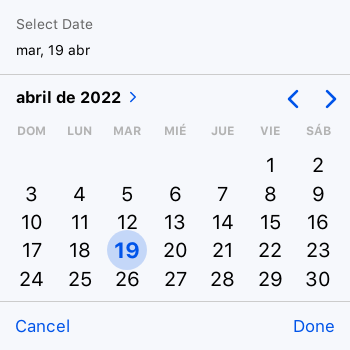 Select Date
mar, 19 abr
abril de 2022
DOM LUN MAR MIÉ JUE VIE SÁB
1 2
3 4 5 6 7 8 9
10 11 12 13 14 15 16
17 18 19 20 21 22 23
24 25 26 27 28 29 30
Cancel Done